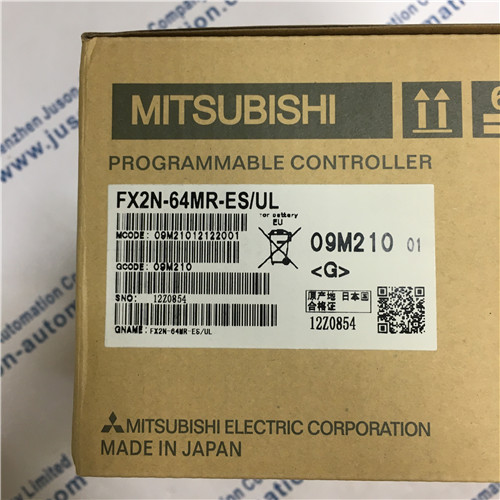 MITSUBISHI
PROGRAMMABLE CONTROLLER
FX2N-64MR-ES/UL
for battery
EU
MCODE: 09M21012122001
09M210 01
<G>
GCODE: 09M210
SNO: 12Z0854
原产地 日本国
合格证
12Z0854
QNAME: FX2N-64MR-ES/UL
MITSUBISHI ELECTRIC CORPORATION
MADE IN JAPAN